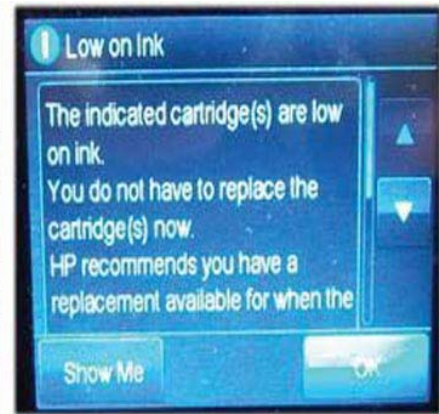 Low on Ink
The indicated cartridge(s) are low
on ink.
You do not have to replace the
cartridge(s) now.
HP recommends you have a
replacement available for when the
Show Me
OK